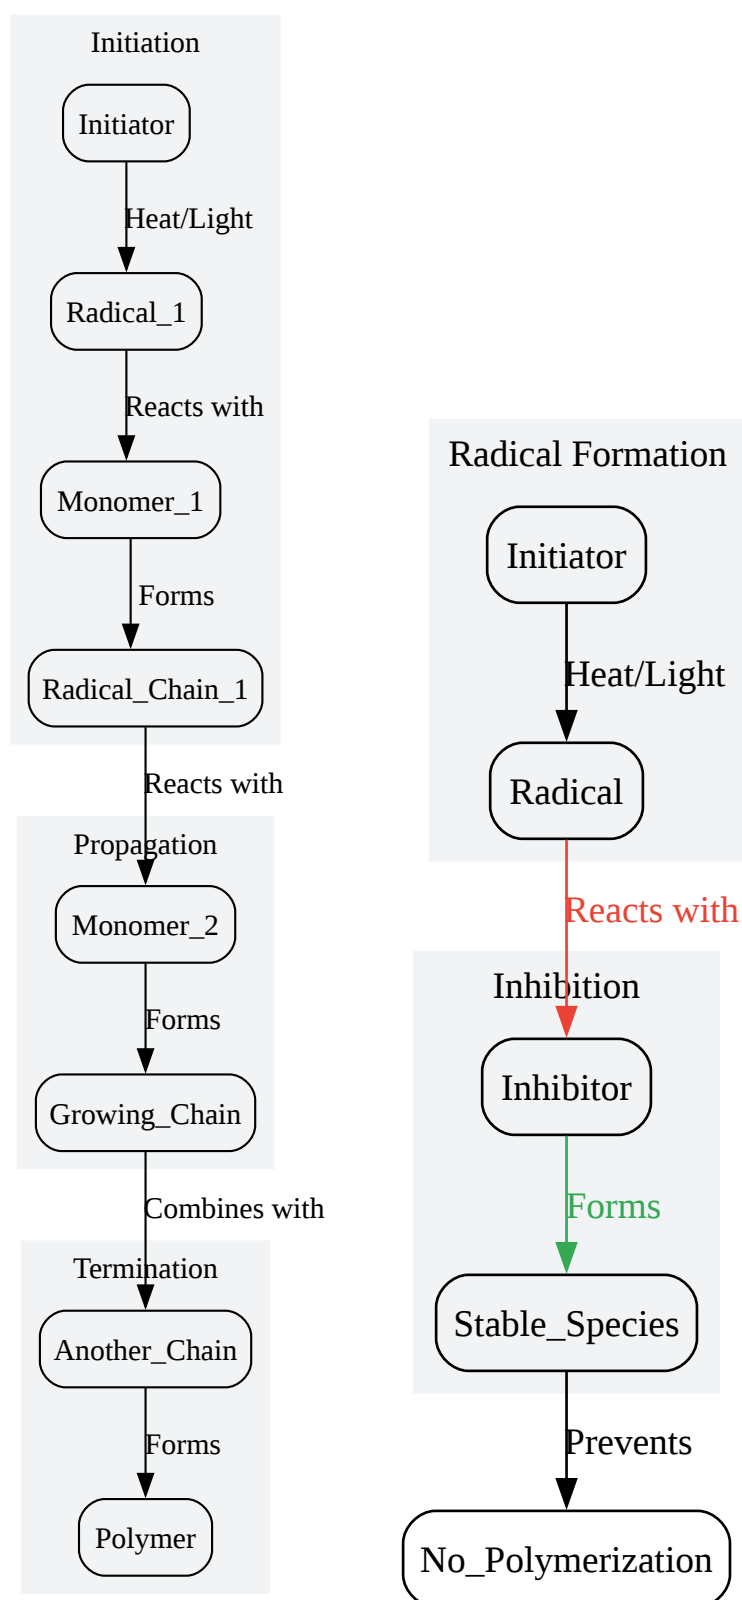 Initiation
Initiator
Heat/Light
Radical_1
Reacts with
Monomer_1
Forms
Radical_Chain_1
Reacts with
Propagation
Monomer_2
Forms
Growing_Chain
Combines with
Termination
Another_Chain
Forms
Polymer
Radical Formation
Initiator
Heat/Light
Radical
Reacts with
Inhibition
Inhibitor
Forms
Stable_Species
Prevents
No_Polymerization